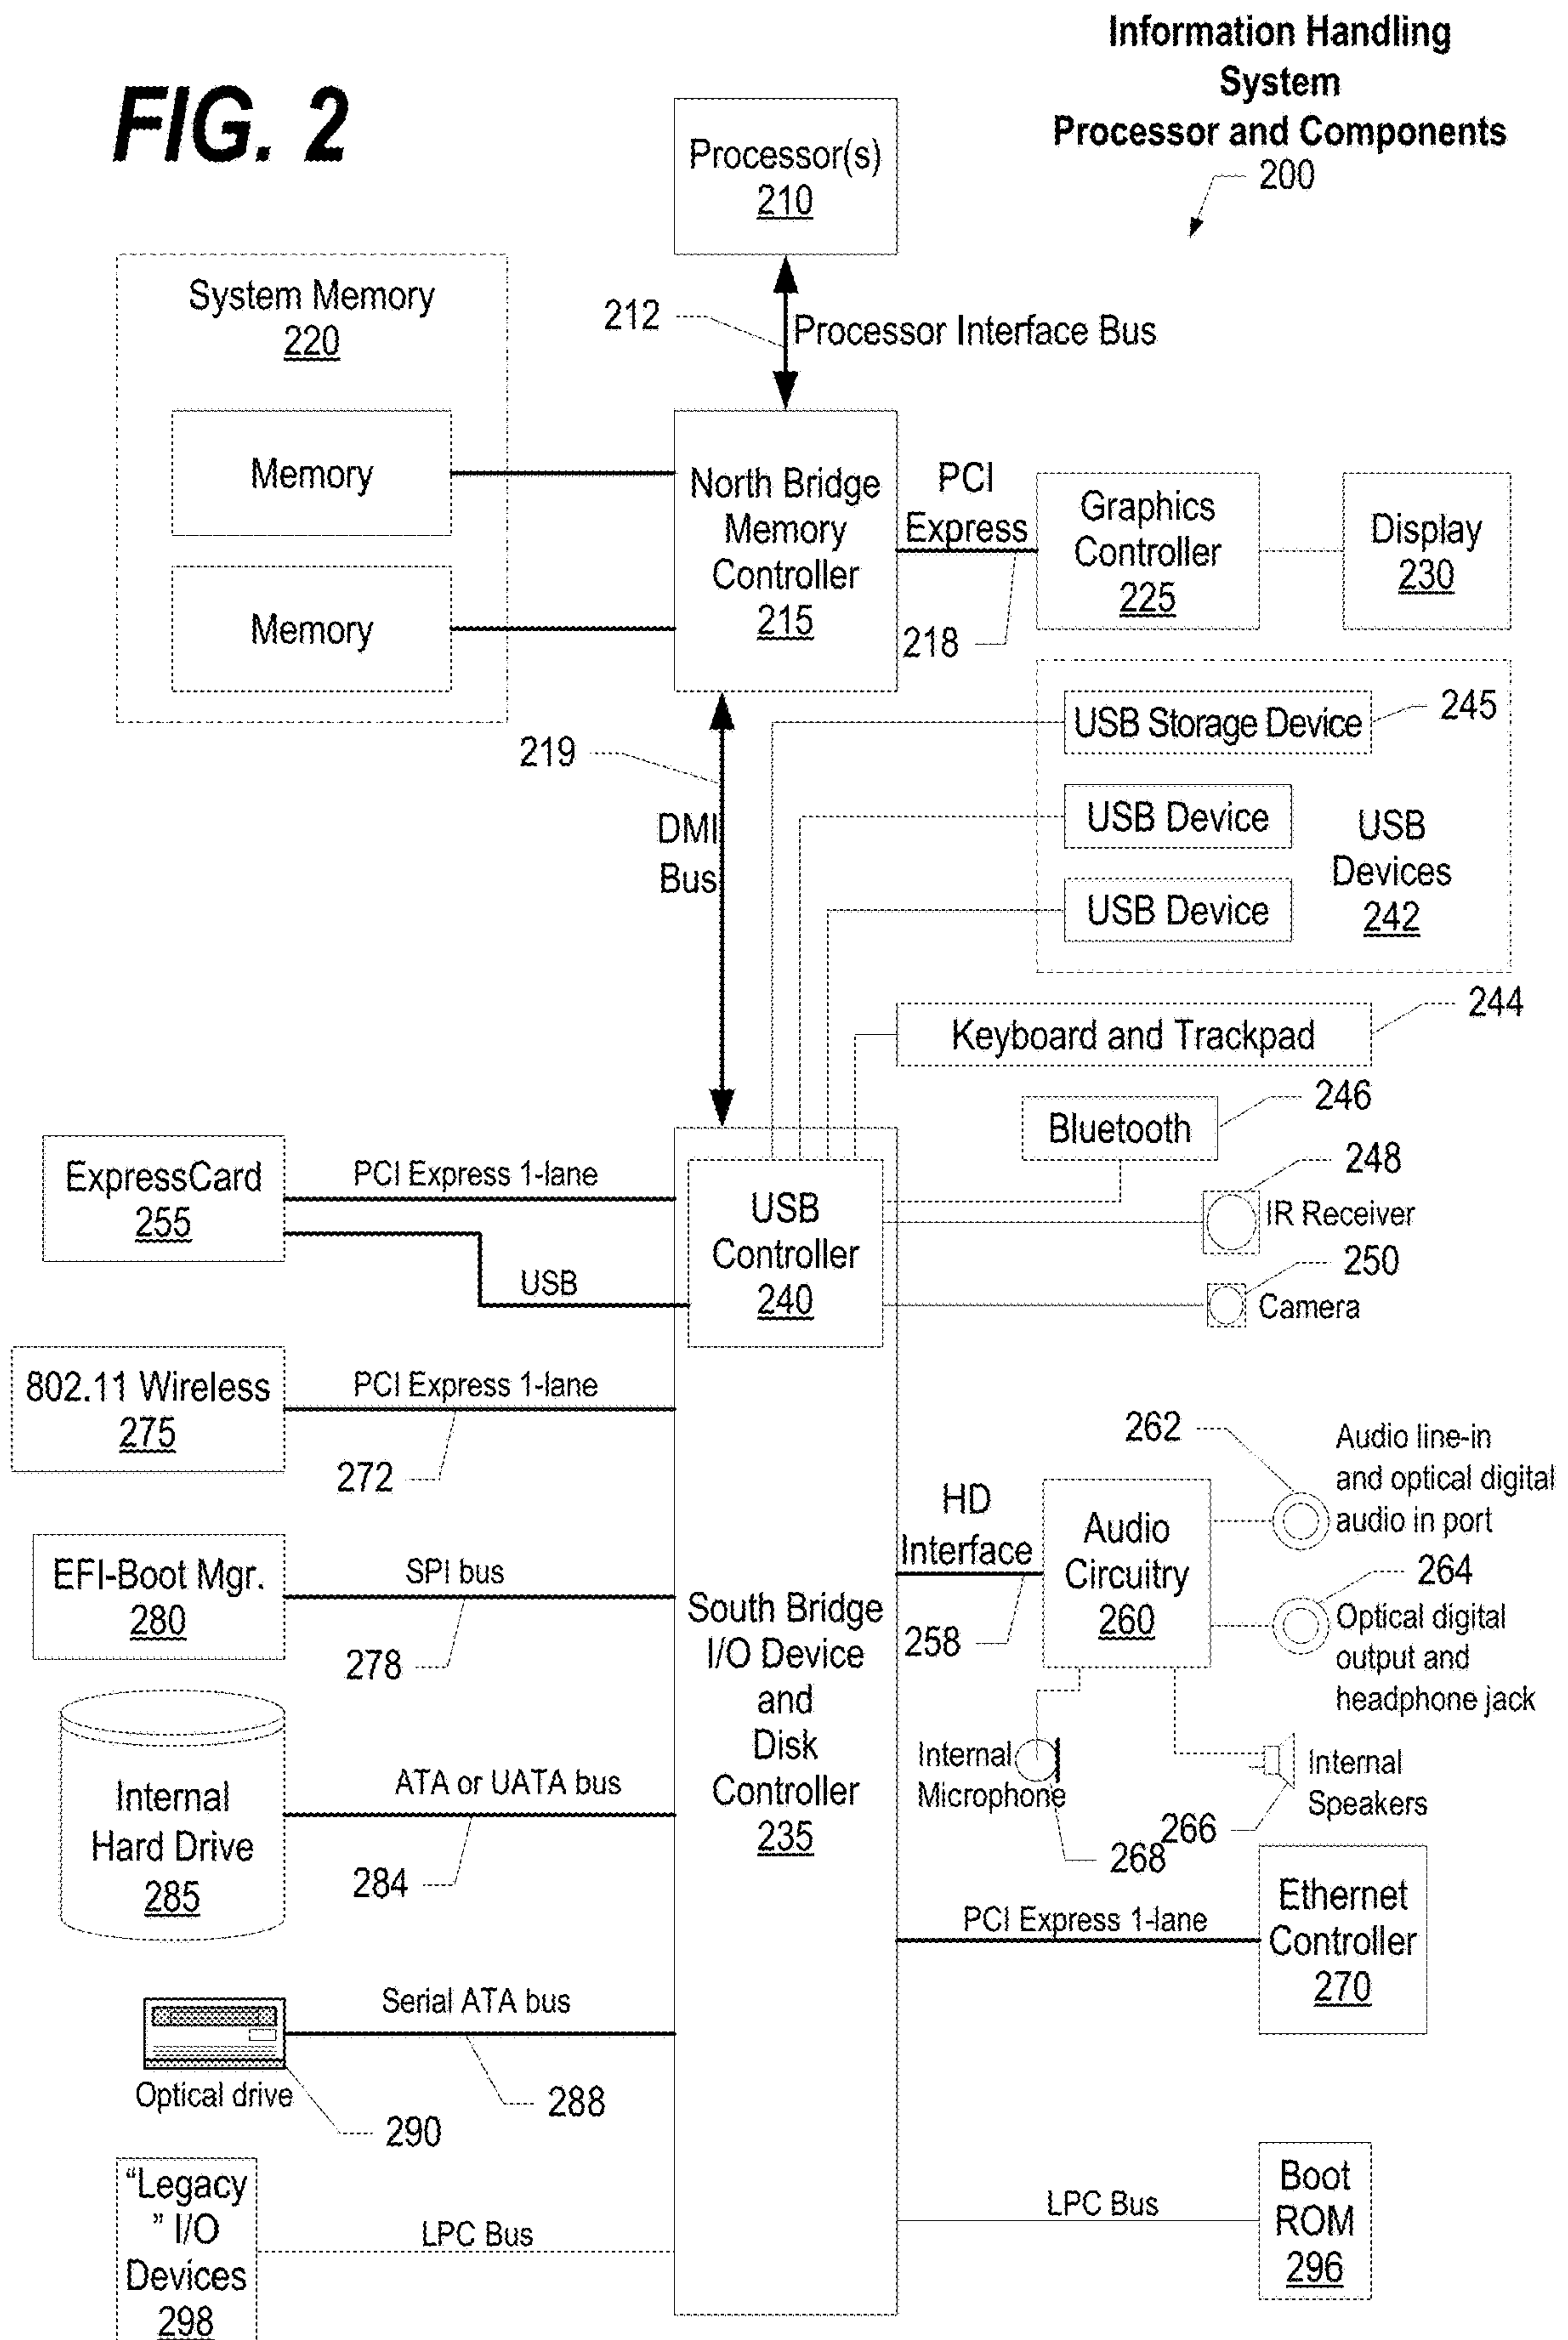 FIG. 2
Information Handling
System
Processor and Components
200
Processor(s)
210
212
Processor Interface Bus
System Memory
220
Memory
Memory
North Bridge
Memory
Controller
215
PCI
Express
218
Graphics
Controller
225
Display
230
219
DMI
Bus
USB Storage Device
245
USB Device
USB Device
USB
Devices
242
Keyboard and Trackpad
244
Bluetooth
246
248
IR Receiver
250
Camera
ExpressCard
255
PCI Express 1-lane
USB
USB
Controller
240
802.11 Wireless
275
PCI Express 1-lane
272
EFI-Boot Mgr.
280
SPI bus
278
South Bridge
I/O Device
and
Disk
Controller
235
HD
Interface
258
Audio
Circuitry
260
262
Audio line-in
and optical digital
audio in port
264
Optical digital
output and
headphone jack
Internal
Microphone
268
266
Internal
Speakers
Internal
Hard Drive
285
ATA or UATA bus
284
PCI Express 1-lane
Ethernet
Controller
270
Serial ATA bus
288
Optical drive
290
“Legacy
” I/O
Devices
298
LPC Bus
LPC Bus
Boot
ROM
296